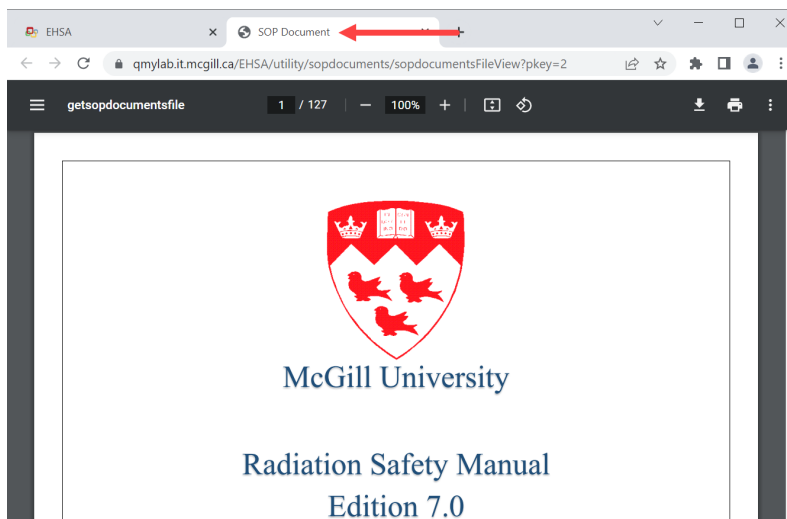 EHSA
SOP Document
qmylab.it.mcgill.ca/EHSA/utility/sopdocuments/sopdocumentsFileView?pkey=2
getsopdocumentsfile 1 / 127 100%
McGill University
Radiation Safety Manual
Edition 7.0